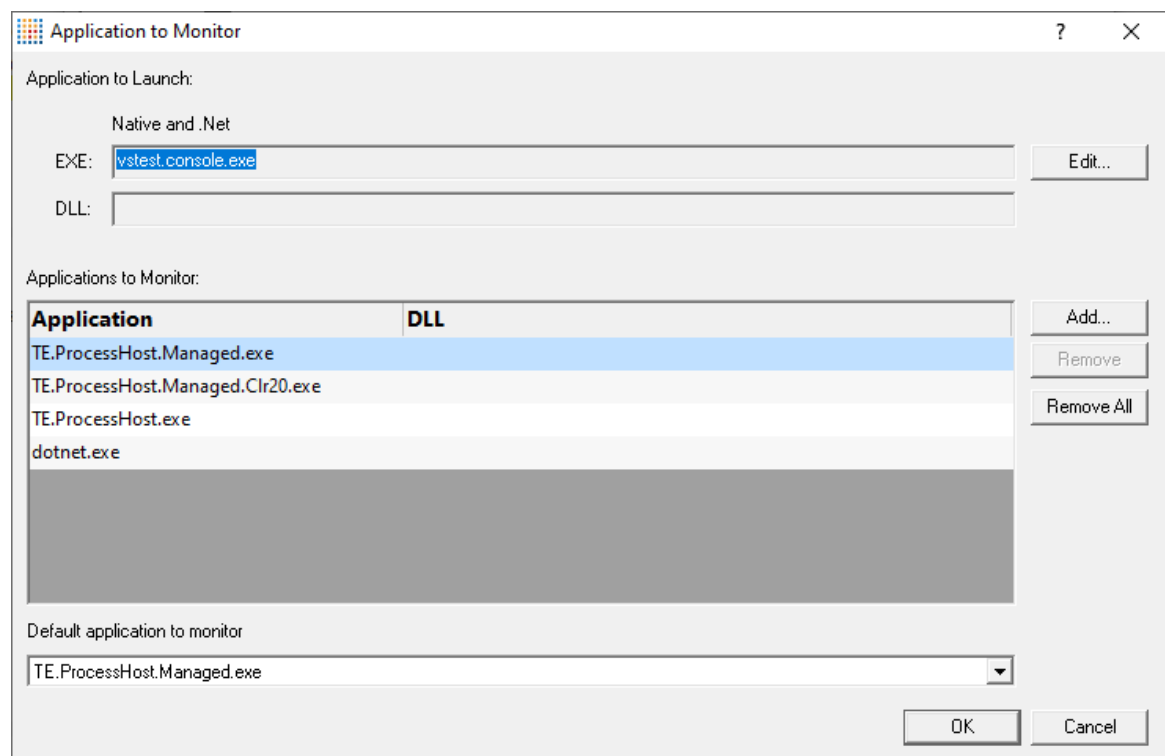 Application to Monitor ?
Application to Launch:
Native and .Net
EXE: vstest.console.exe Edit...
DLL:
Applications to Monitor:
Application DLL Add...
TE.ProcessHost.Managed.exe Remove
TE.ProcessHost.Managed.Clr20.exe
Remove All
TE.ProcessHost.exe
dotnet.exe
Default application to monitor
TE.ProcessHost.Managed.exe
OK Cancel